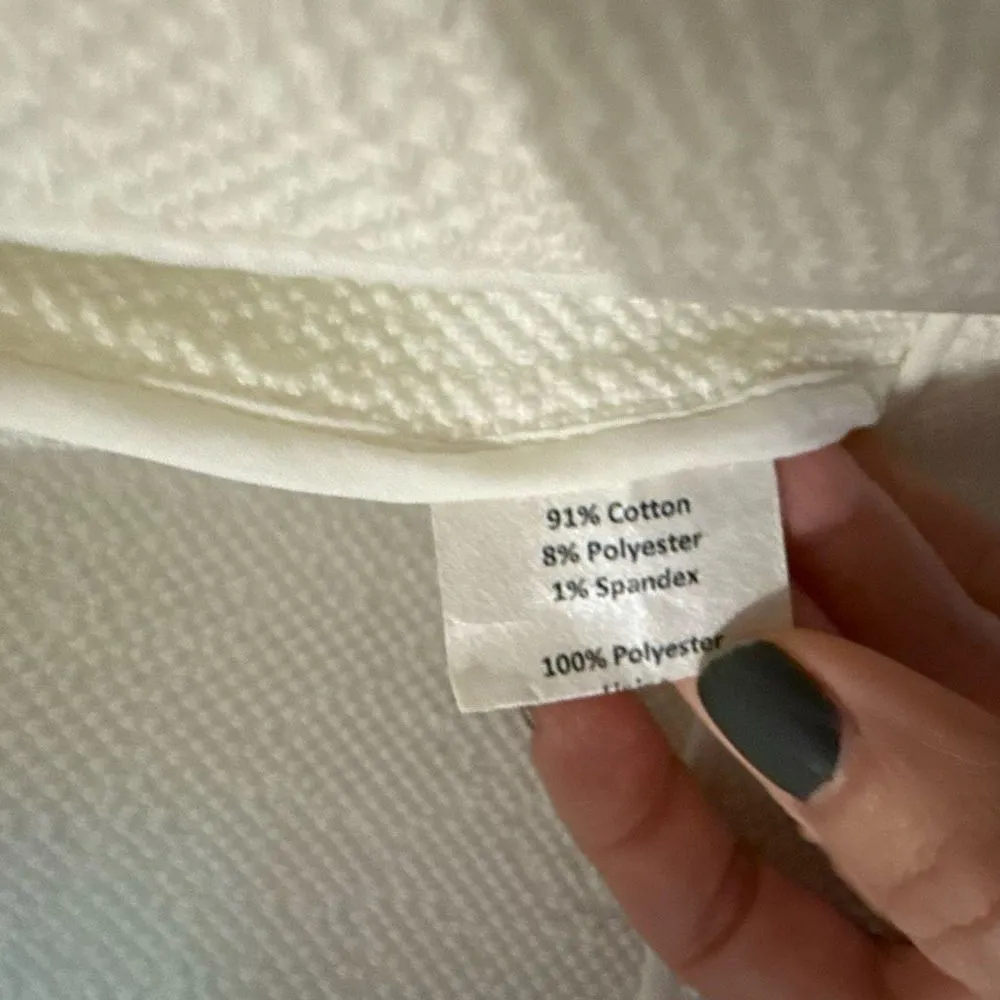 91% Cotton
8% Polyester
1% Spandex
100% Polyester